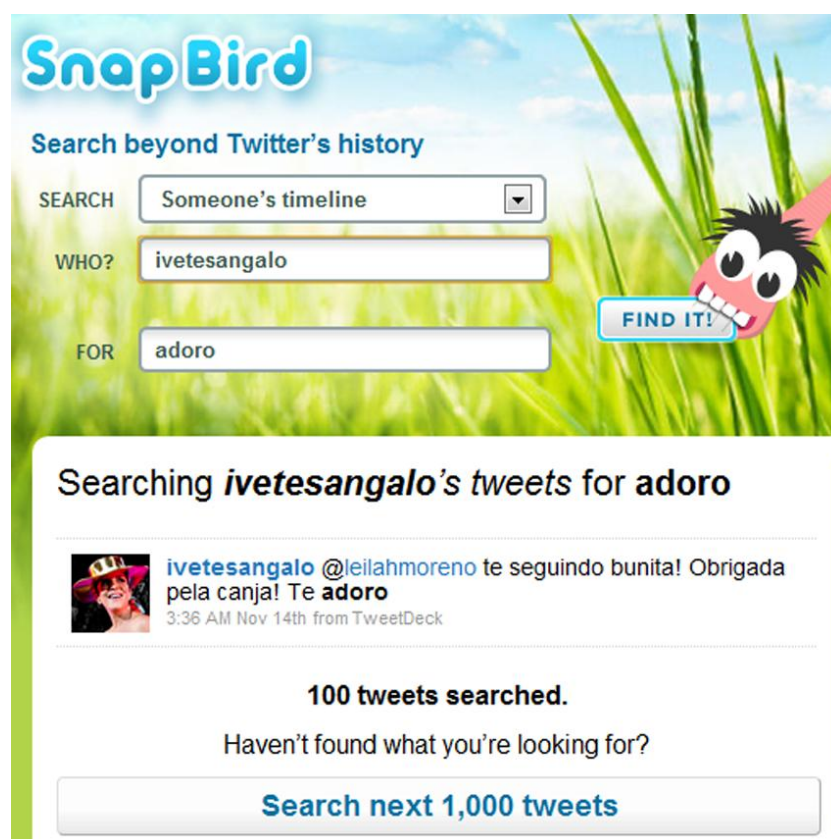 Snap Bird
Search beyond Twitter's history
SEARCH Someone's timeline
WHO? ivetesangalo
FIND IT!
FOR adoro
Searching ivetesangalo's tweets for adoro
ivetesangalo @leilahmoreno te seguindo bunita! Obrigada
pela canja! Te adoro
3:36 AM Nov 14th from TweetDeck
100 tweets searched.
Haven't found what you're looking for?
Search next 1,000 tweets